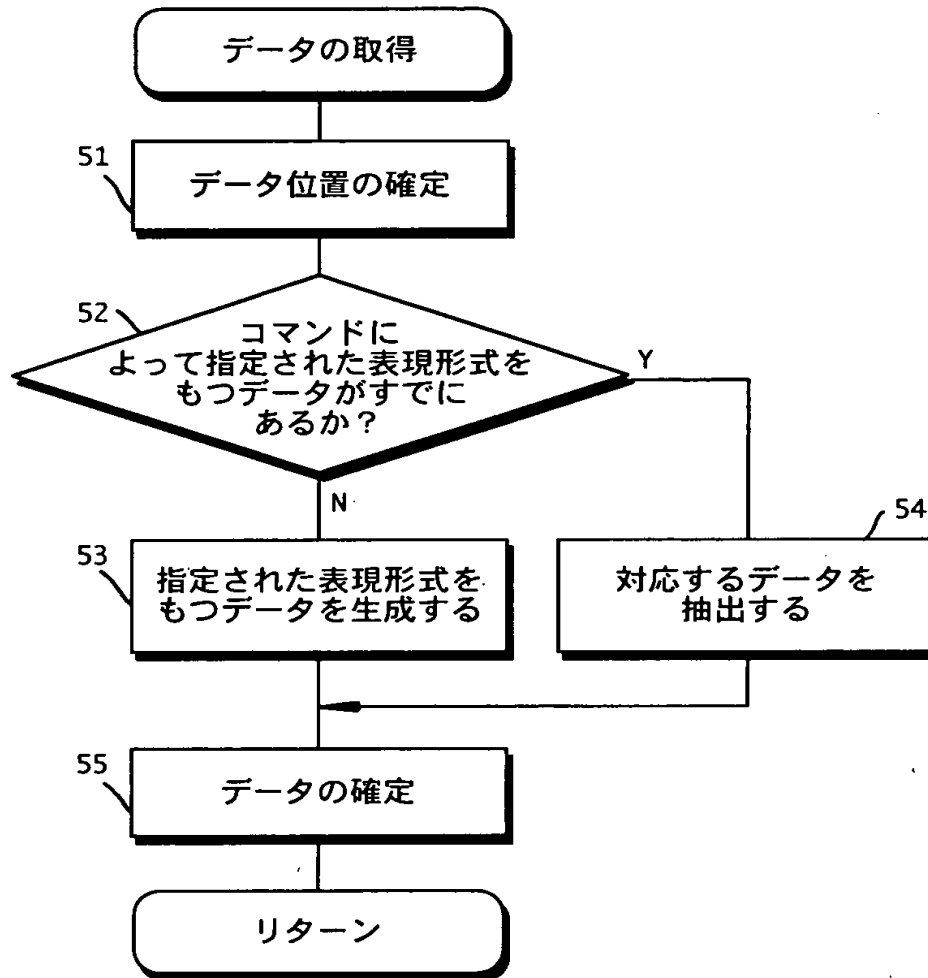 データの取得
51
データ位置の確定
52
コマンドに
よって指定された表現形式を
もつデータがすでに
あるか？
Y
N
53
指定された表現形式を
もつデータを生成する
54
対応するデータを
抽出する
55
データの確定
リターン